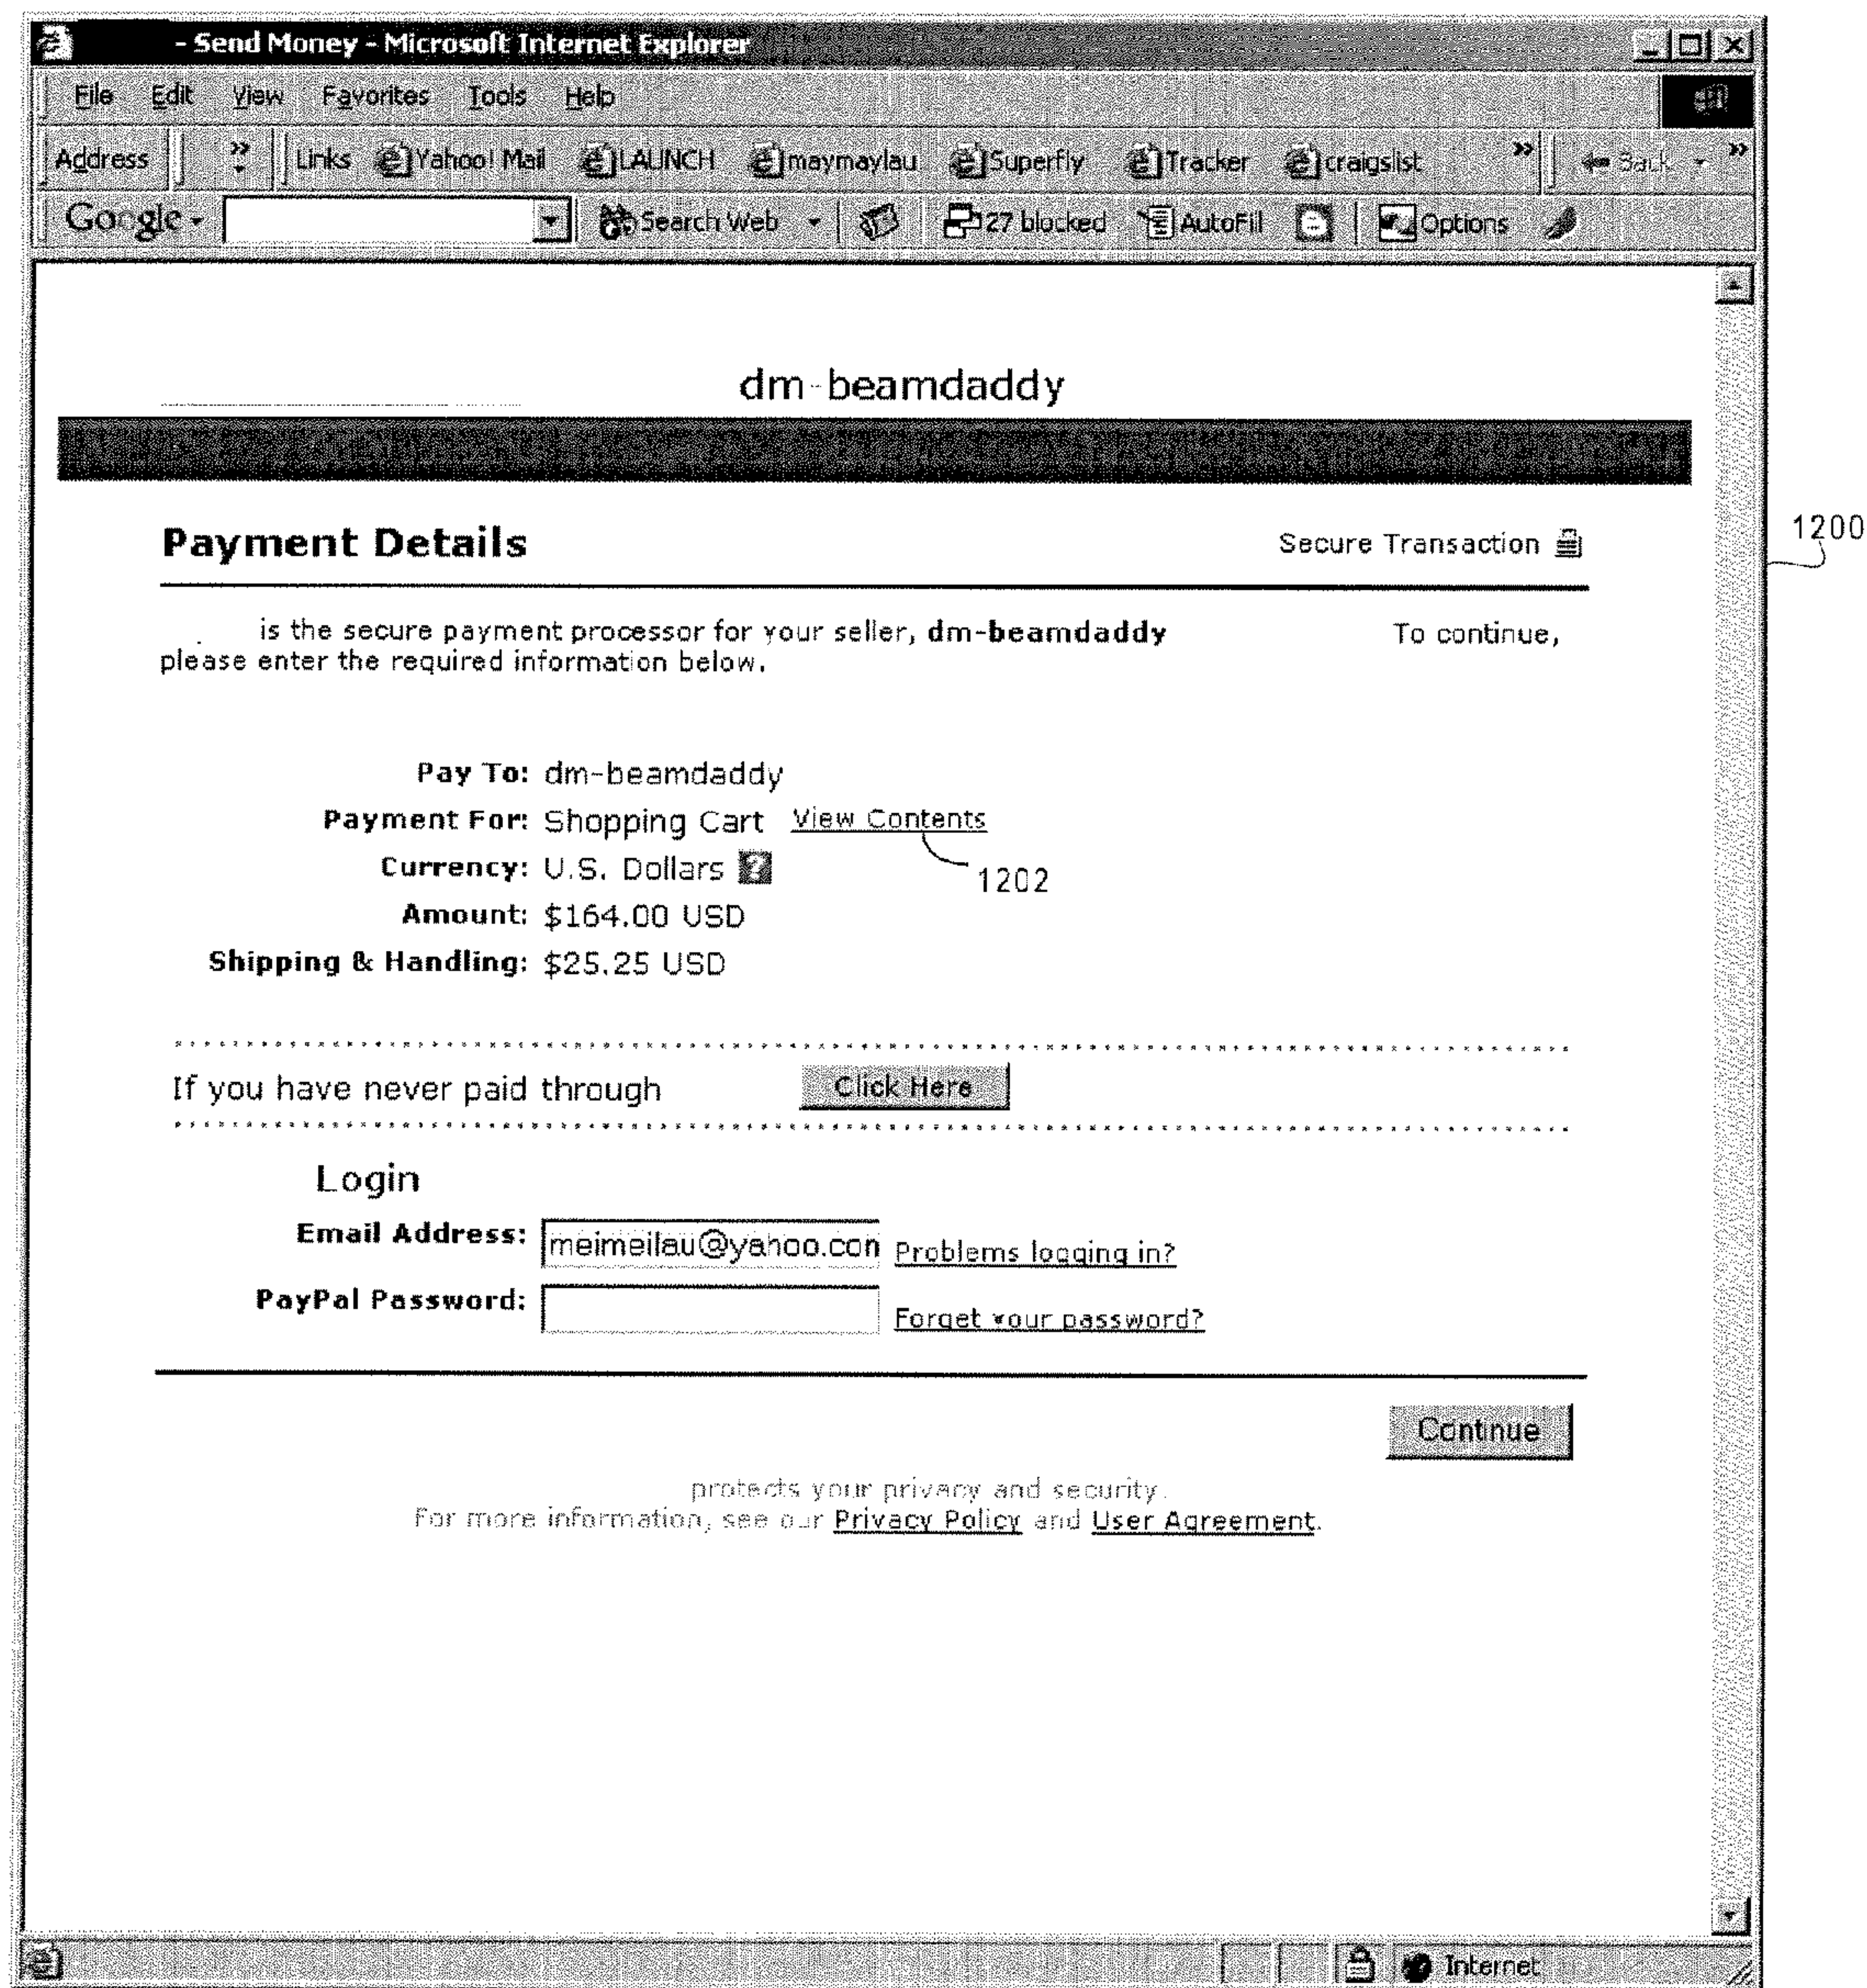 - Send Money - Microsoft Internet Explorer
File Edit View Favorites Tools Help
Address » Links Yahoo! Mail LAUNCH maymaylau Superfly Tracker craigslist » Back »
Google Search Web 127 blocked AutoFill Options
dm-beamdaddy
Payment Details Secure Transaction
1200
is the secure payment processor for your seller, dm-beamdaddy To continue,
please enter the required information below.
Pay To: dm-beamdaddy
Payment For: Shopping Cart View Contents
Currency: U.S. Dollars ?
1202
Amount: $164.00 USD
Shipping & Handling: $25.25 USD
If you have never paid through Click Here
Login
Email Address: meimeilau@yahoo.con Problems logging in?
PayPal Password: Forget your password?
Continue
protects your privacy and security.
For more information, see our Privacy Policy and User Agreement.
Internet